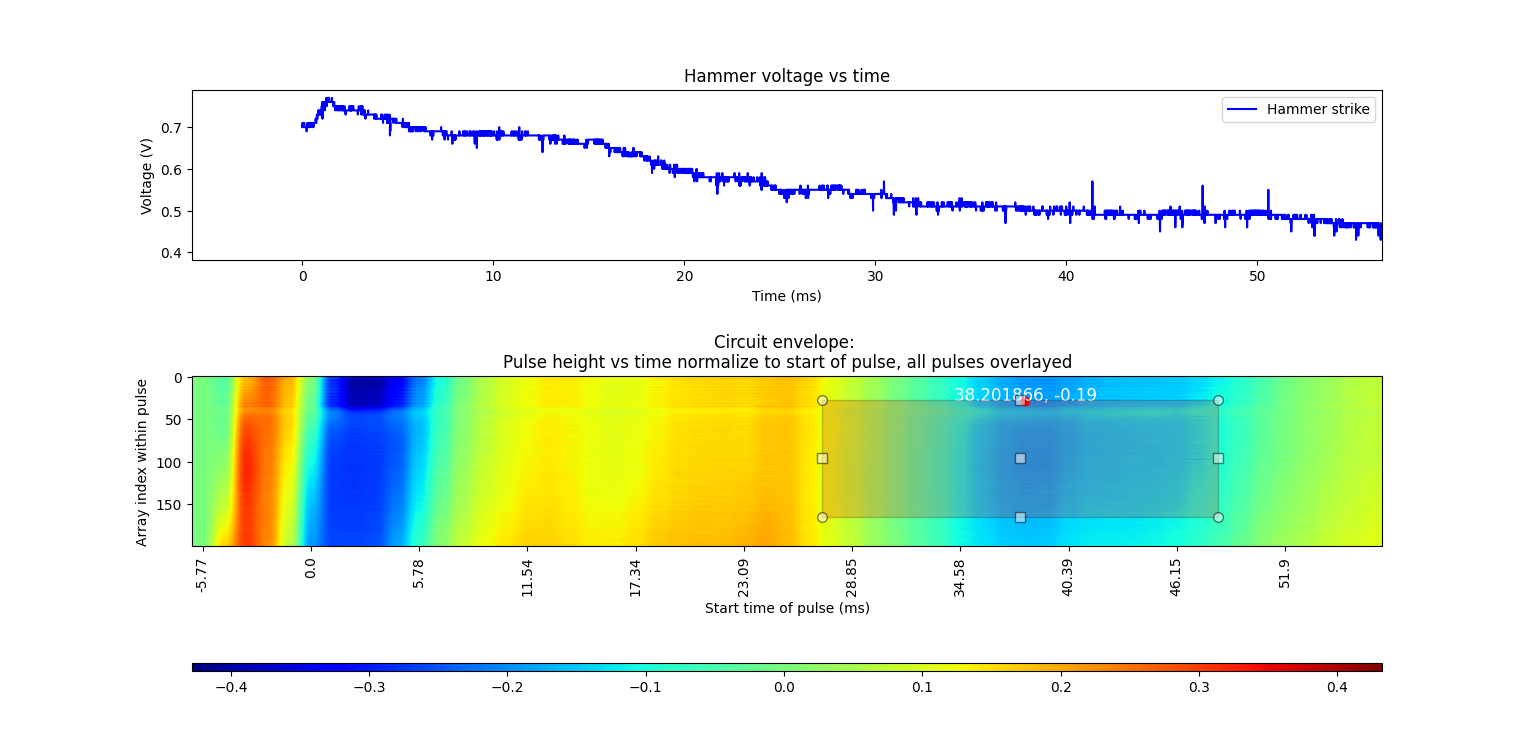 Hammer voltage vs time
Hammer strike
Voltage (V)
0.7
0.6
0.5
0.4
0 10 20 30 40 50
Time (ms)
Circuit envelope:
Pulse height vs time normalize to start of pulse, all pulses overlayed
Array index within pulse
0
50
100
150
38.201866, -0.19
-5.77 0.0 5.78 11.54 17.34 23.09 28.85 34.58 40.39 46.15 51.9
Start time of pulse (ms)
−0.4 −0.3 −0.2 −0.1 0.0 0.1 0.2 0.3 0.4